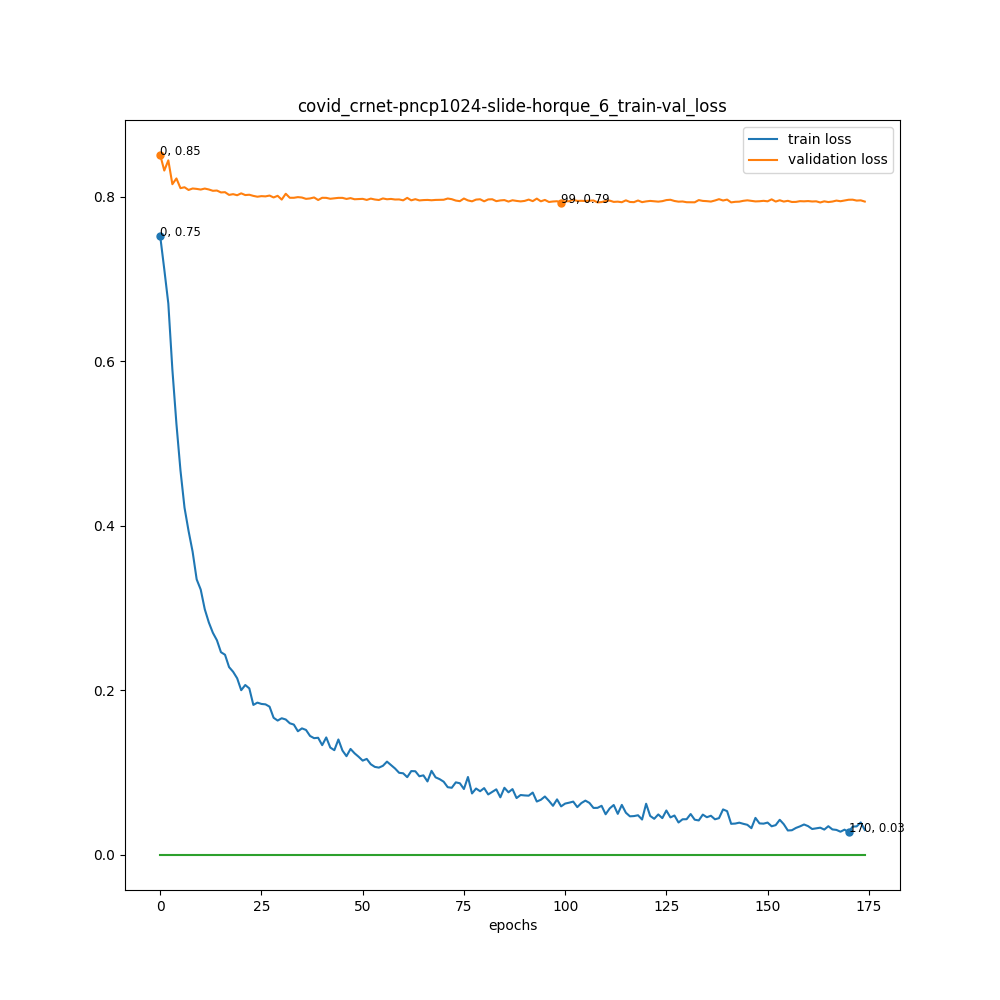 covid_crnet-pncp1024-slide-horque_6_train-val_loss
train loss
validation loss
0, 0.85
99, 0.79
0, 0.75
170, 0.03
0.8
0.6
0.4
0.2
0.0
0 25 50 75 100 125 150 175
epochs